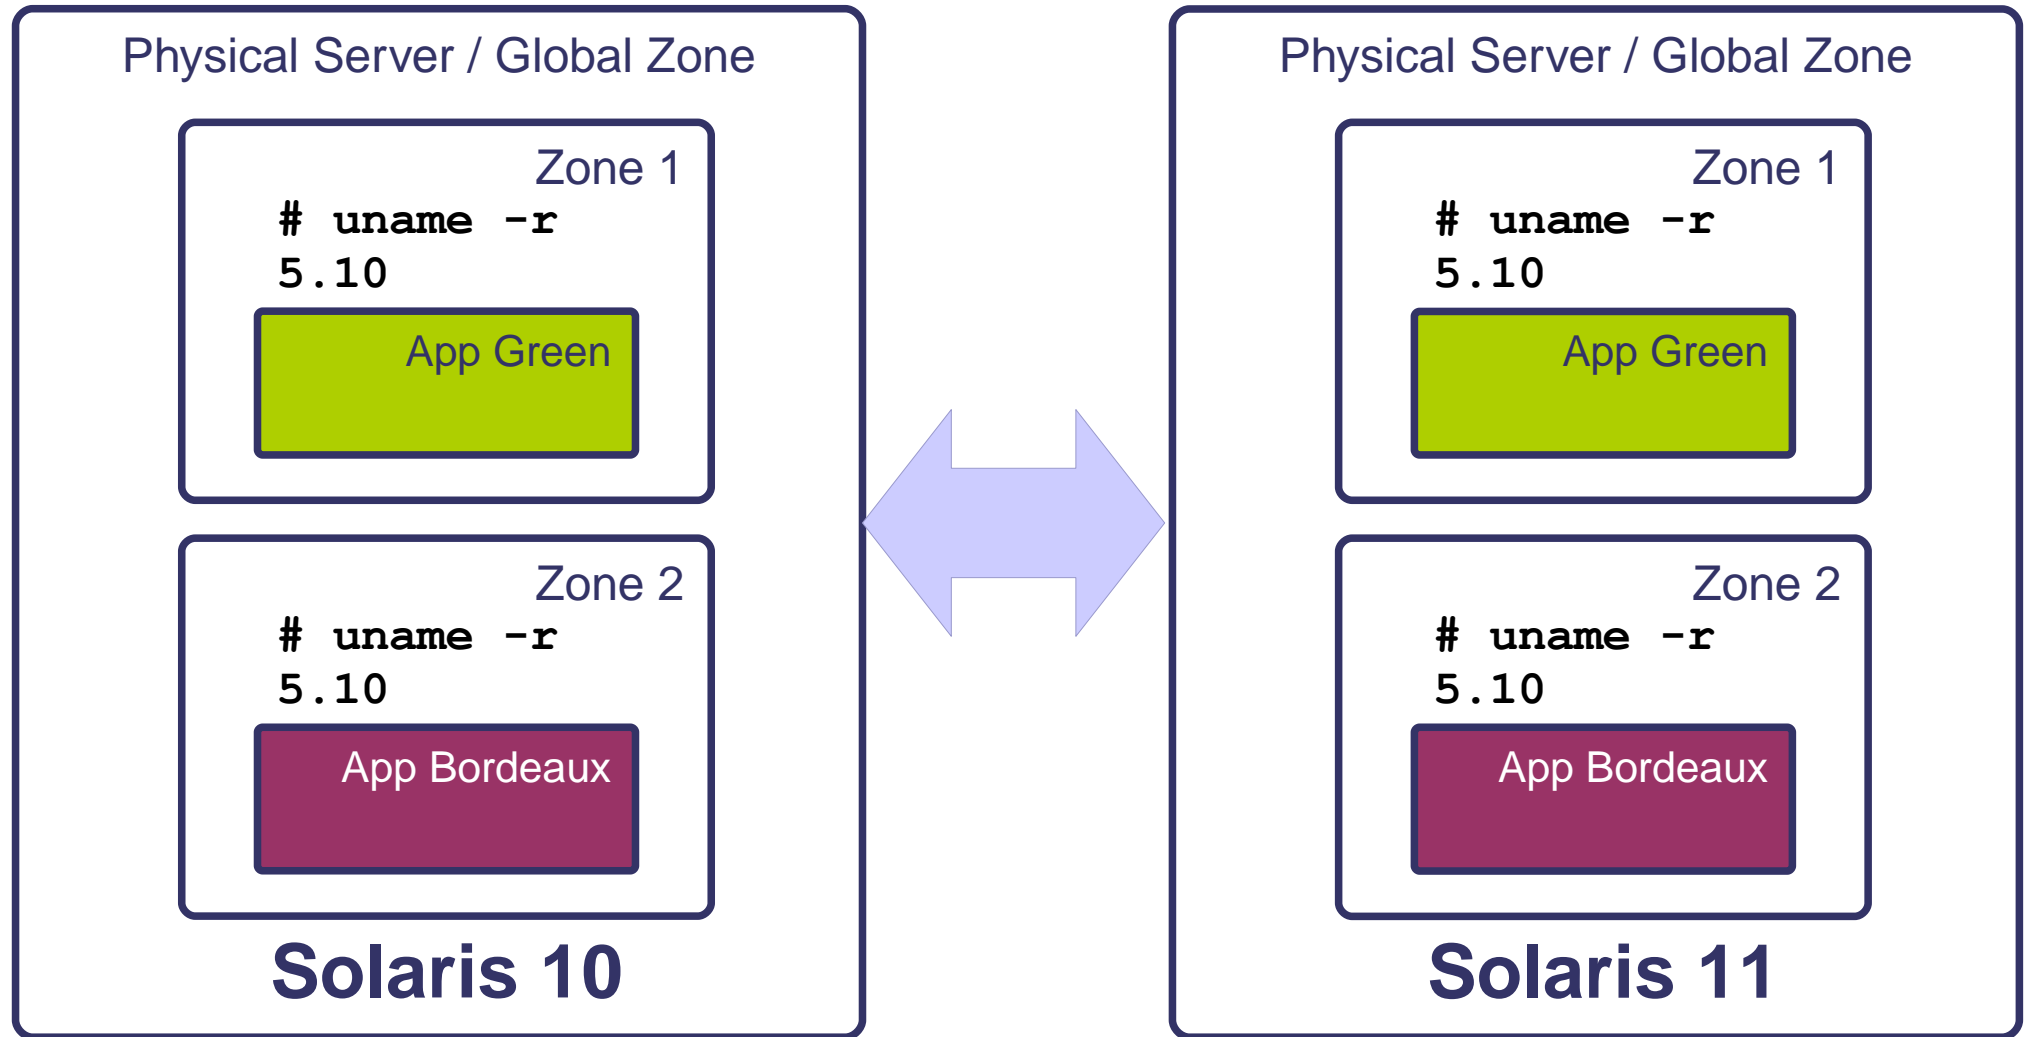 Physical Server / Global Zone
Zone 1
# uname -r
5.10
App Green
Zone 2
# uname -r
5.10
App Bordeaux
Solaris 10
Physical Server / Global Zone
Zone 1
# uname -r
5.10
App Green
Zone 2
# uname -r
5.10
App Bordeaux
Solaris 11